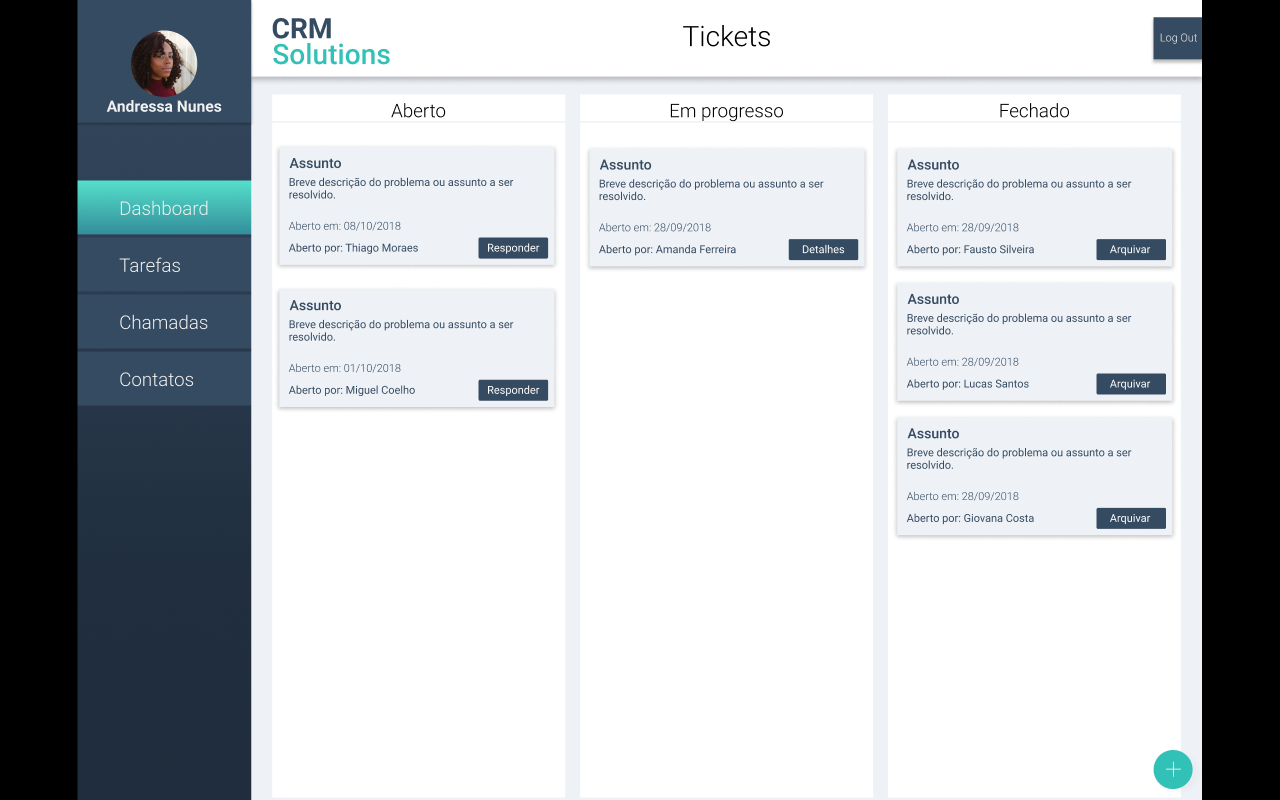 Andressa Nunes
Dashboard
Tarefas
Chamadas
Contatos
CRM
Solutions
Tickets
Log Out
Aberto
Assunto
Breve descrição do problema ou assunto a ser
resolvido.
Aberto em: 08/10/2018
Aberto por: Thiago Moraes
Responder
Assunto
Breve descrição do problema ou assunto a ser
resolvido.
Aberto em: 01/10/2018
Aberto por: Miguel Coelho
Responder
Em progresso
Assunto
Breve descrição do problema ou assunto a ser
resolvido.
Aberto em: 28/09/2018
Aberto por: Amanda Ferreira
Detalhes
Fechado
Assunto
Breve descrição do problema ou assunto a ser
resolvido.
Aberto em: 28/09/2018
Aberto por: Fausto Silveira
Arquivar
Assunto
Breve descrição do problema ou assunto a ser
resolvido.
Aberto em: 28/09/2018
Aberto por: Lucas Santos
Arquivar
Assunto
Breve descrição do problema ou assunto a ser
resolvido.
Aberto em: 28/09/2018
Aberto por: Giovana Costa
Arquivar
+